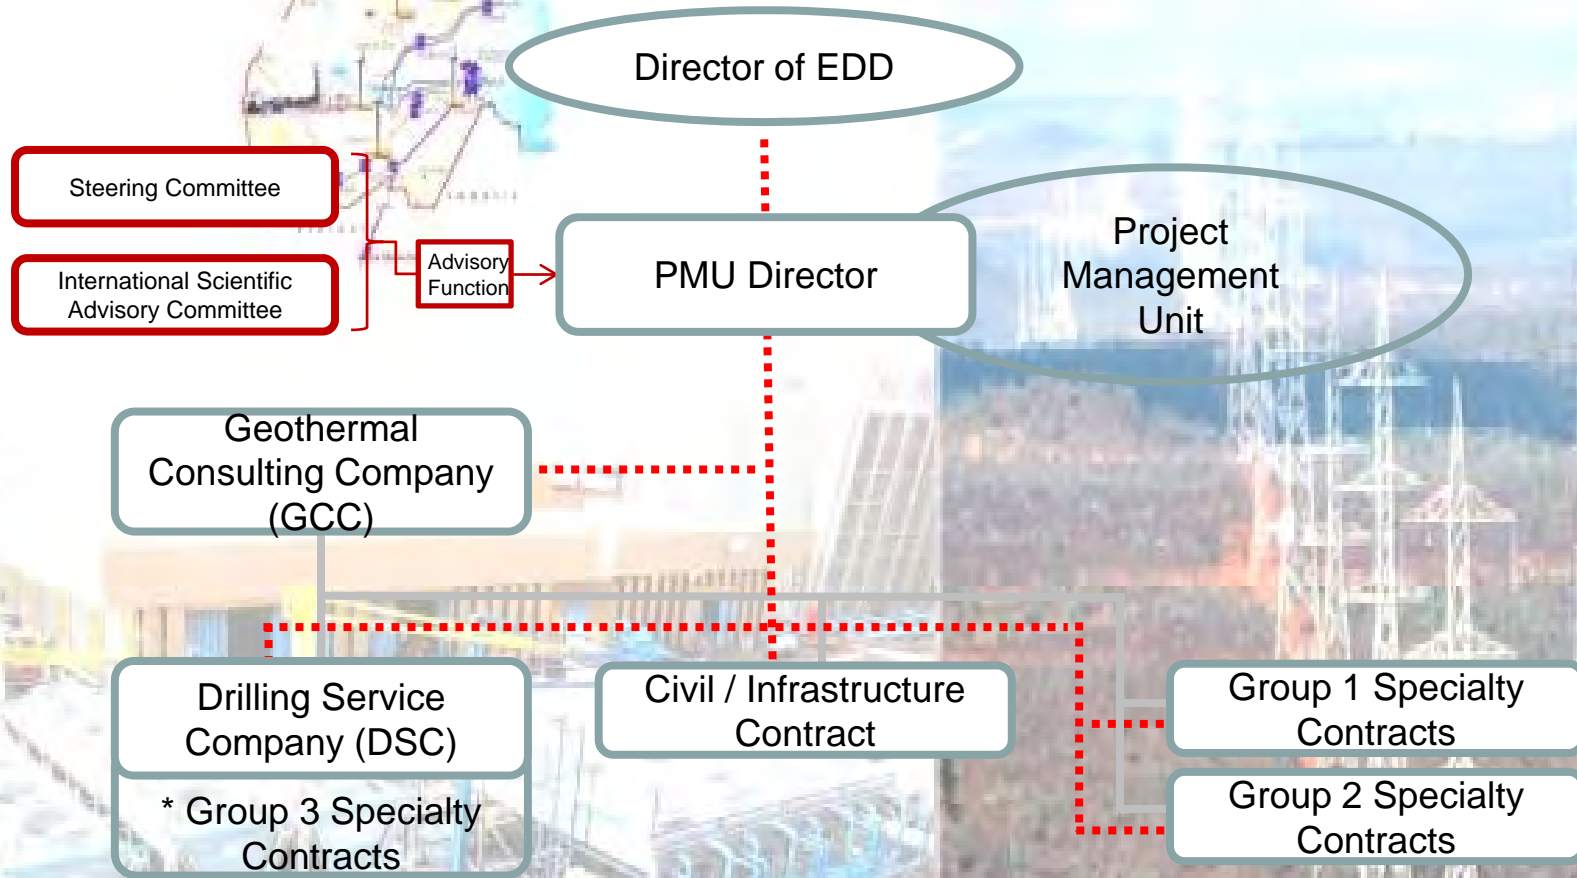 Director of EDD
Steering Committee
International Scientific
Advisory Committee
Advisory
Function
PMU Director
Project
Management
Unit
Geothermal
Consulting Company
(GCC)
Drilling Service
Company (DSC)
* Group 3 Specialty
Contracts
Civil / Infrastructure
Contract
Group 1 Specialty
Contracts
Group 2 Specialty
Contracts